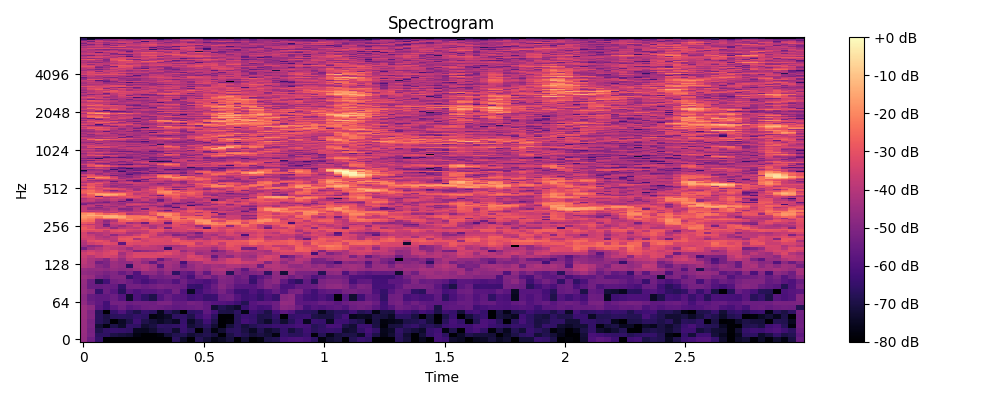 Spectrogram
+0 dB
4096
-10 dB
2048
-20 dB
1024
-30 dB
Hz
512
-40 dB
256
-50 dB
128
-60 dB
64
-70 dB
0
-80 dB
0 0.5 1 1.5 2 2.5
Time